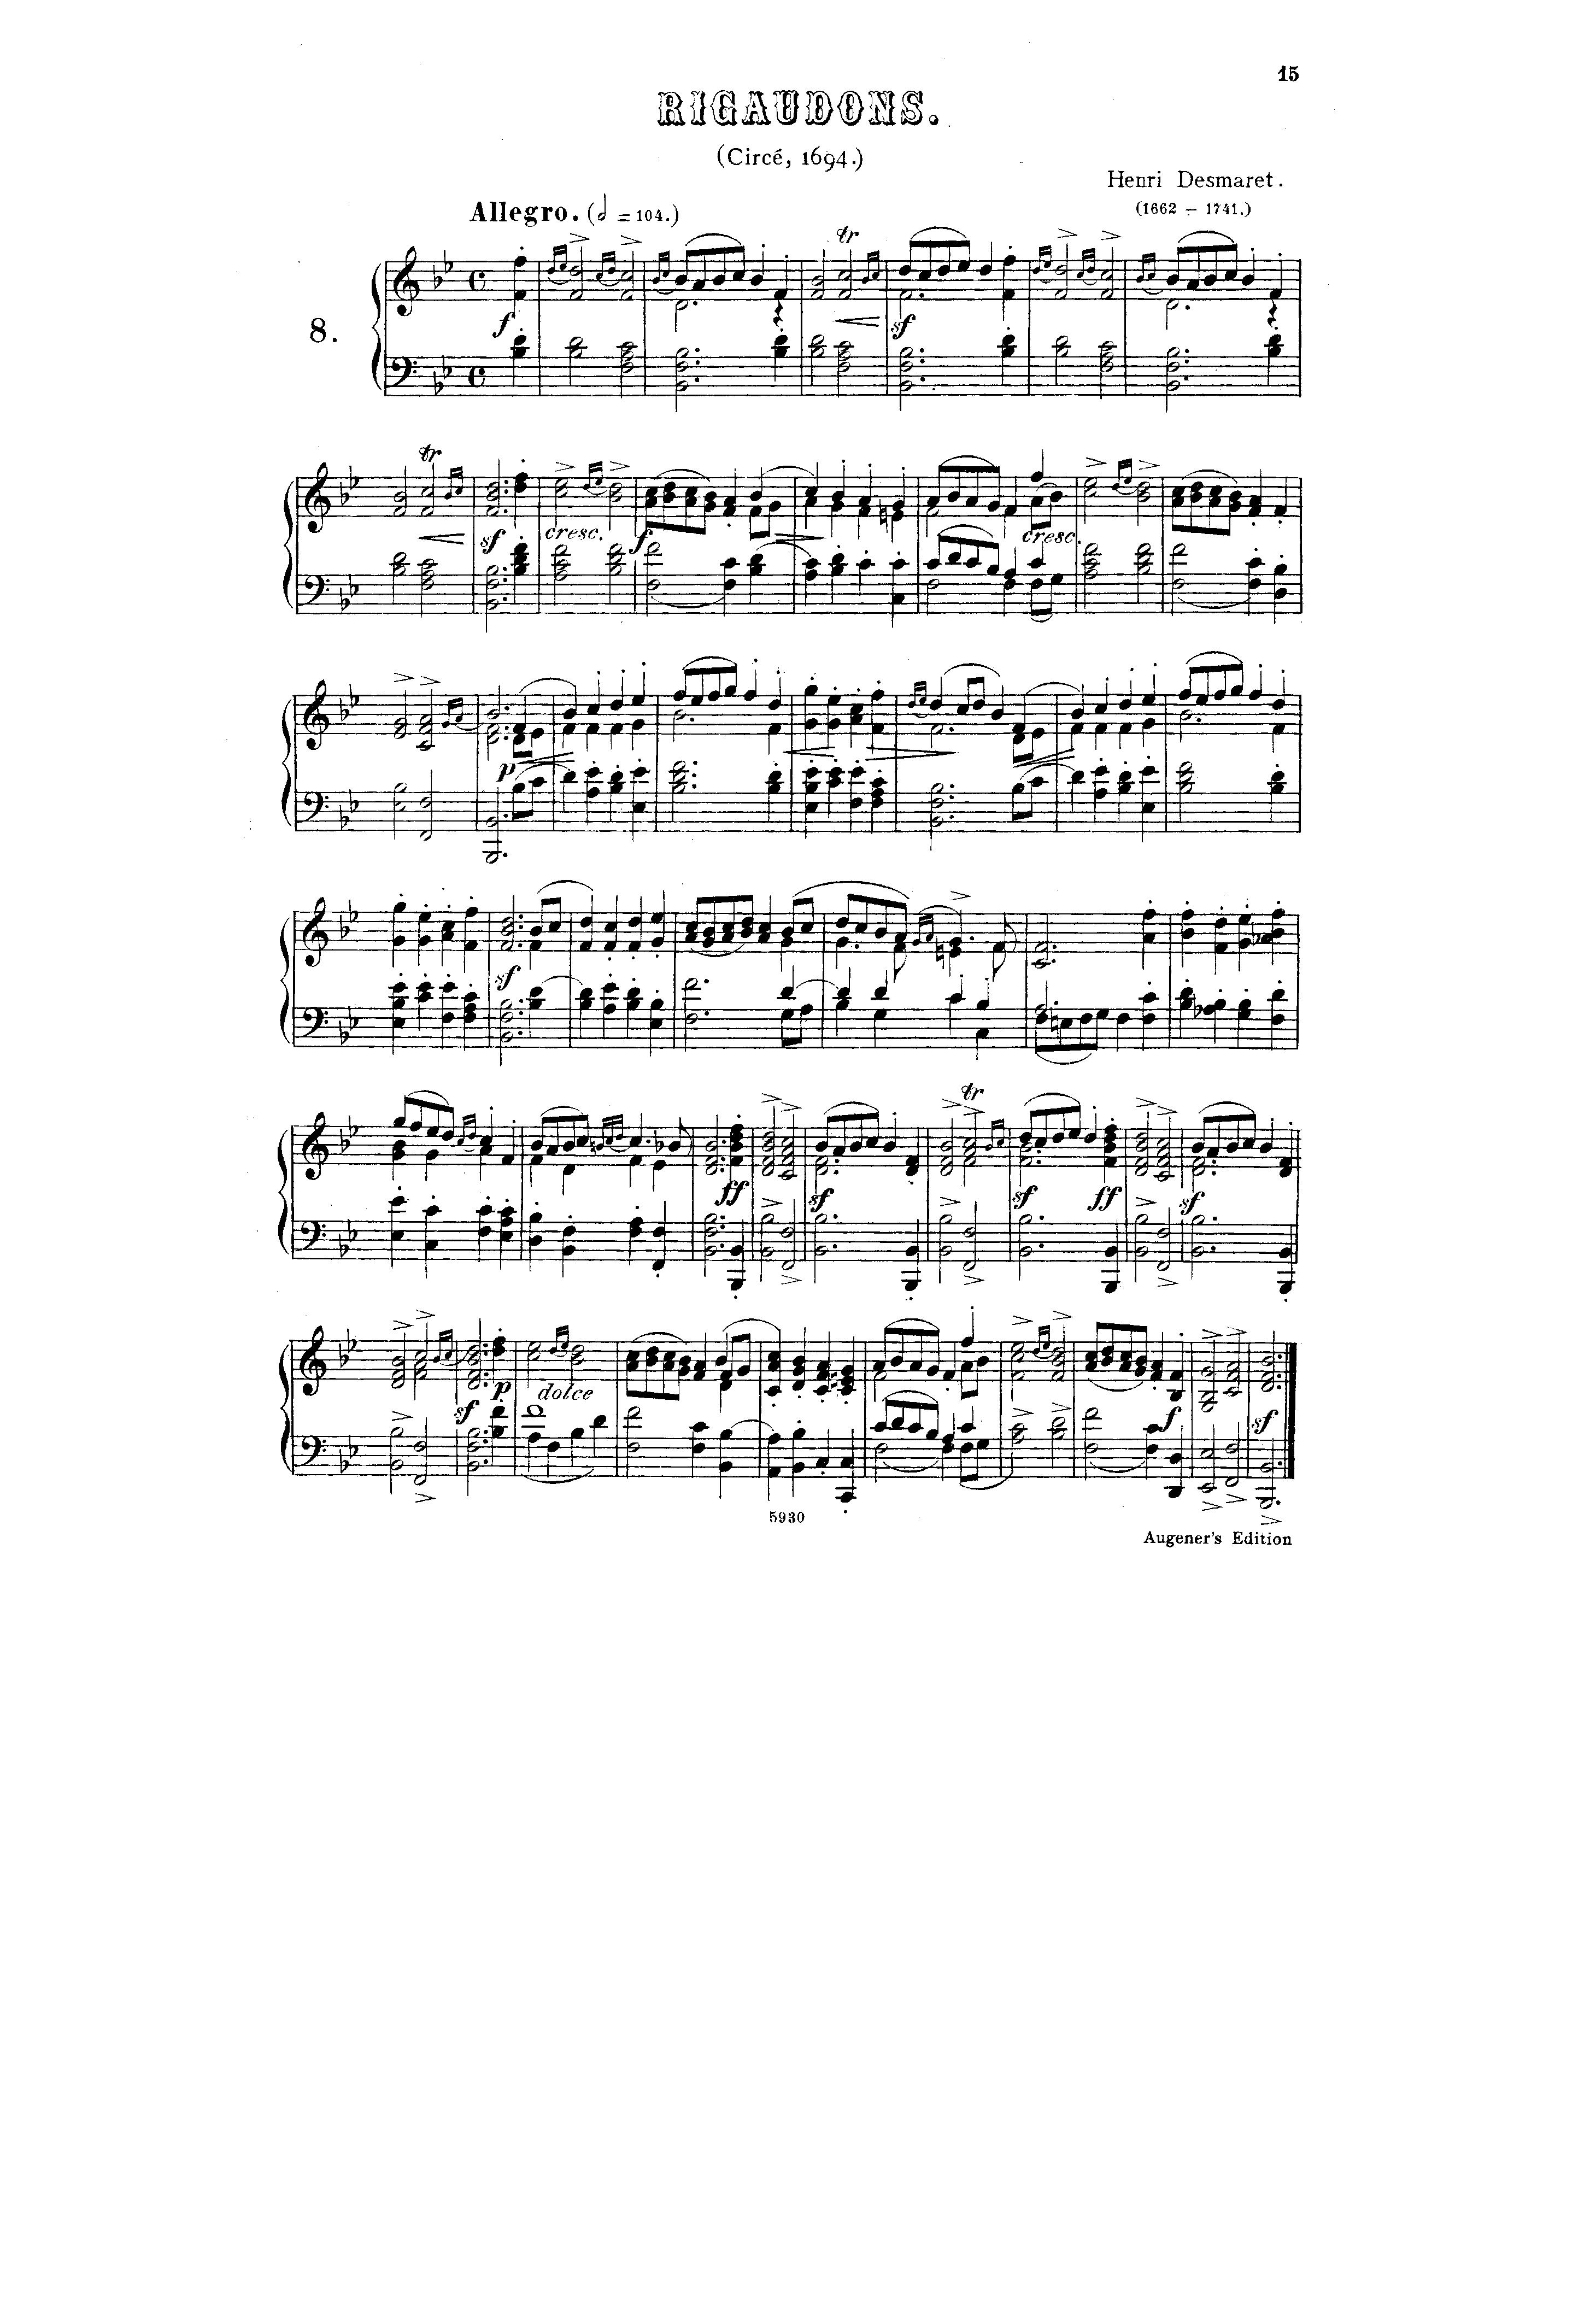 15
RIGAUDONS.
(Circé, 1694.)
Henri Desmaret.
(1662 – 1741.)
Allegro. (𝅗𝅥 = 104.)
8.
tr
tr
f
sf
tr
sf
cresc.
f
cresc.
p
sf
tr
ff
sf
sf
ff
sf
sf
p
dolce
f
sf
5930
Augener's Edition